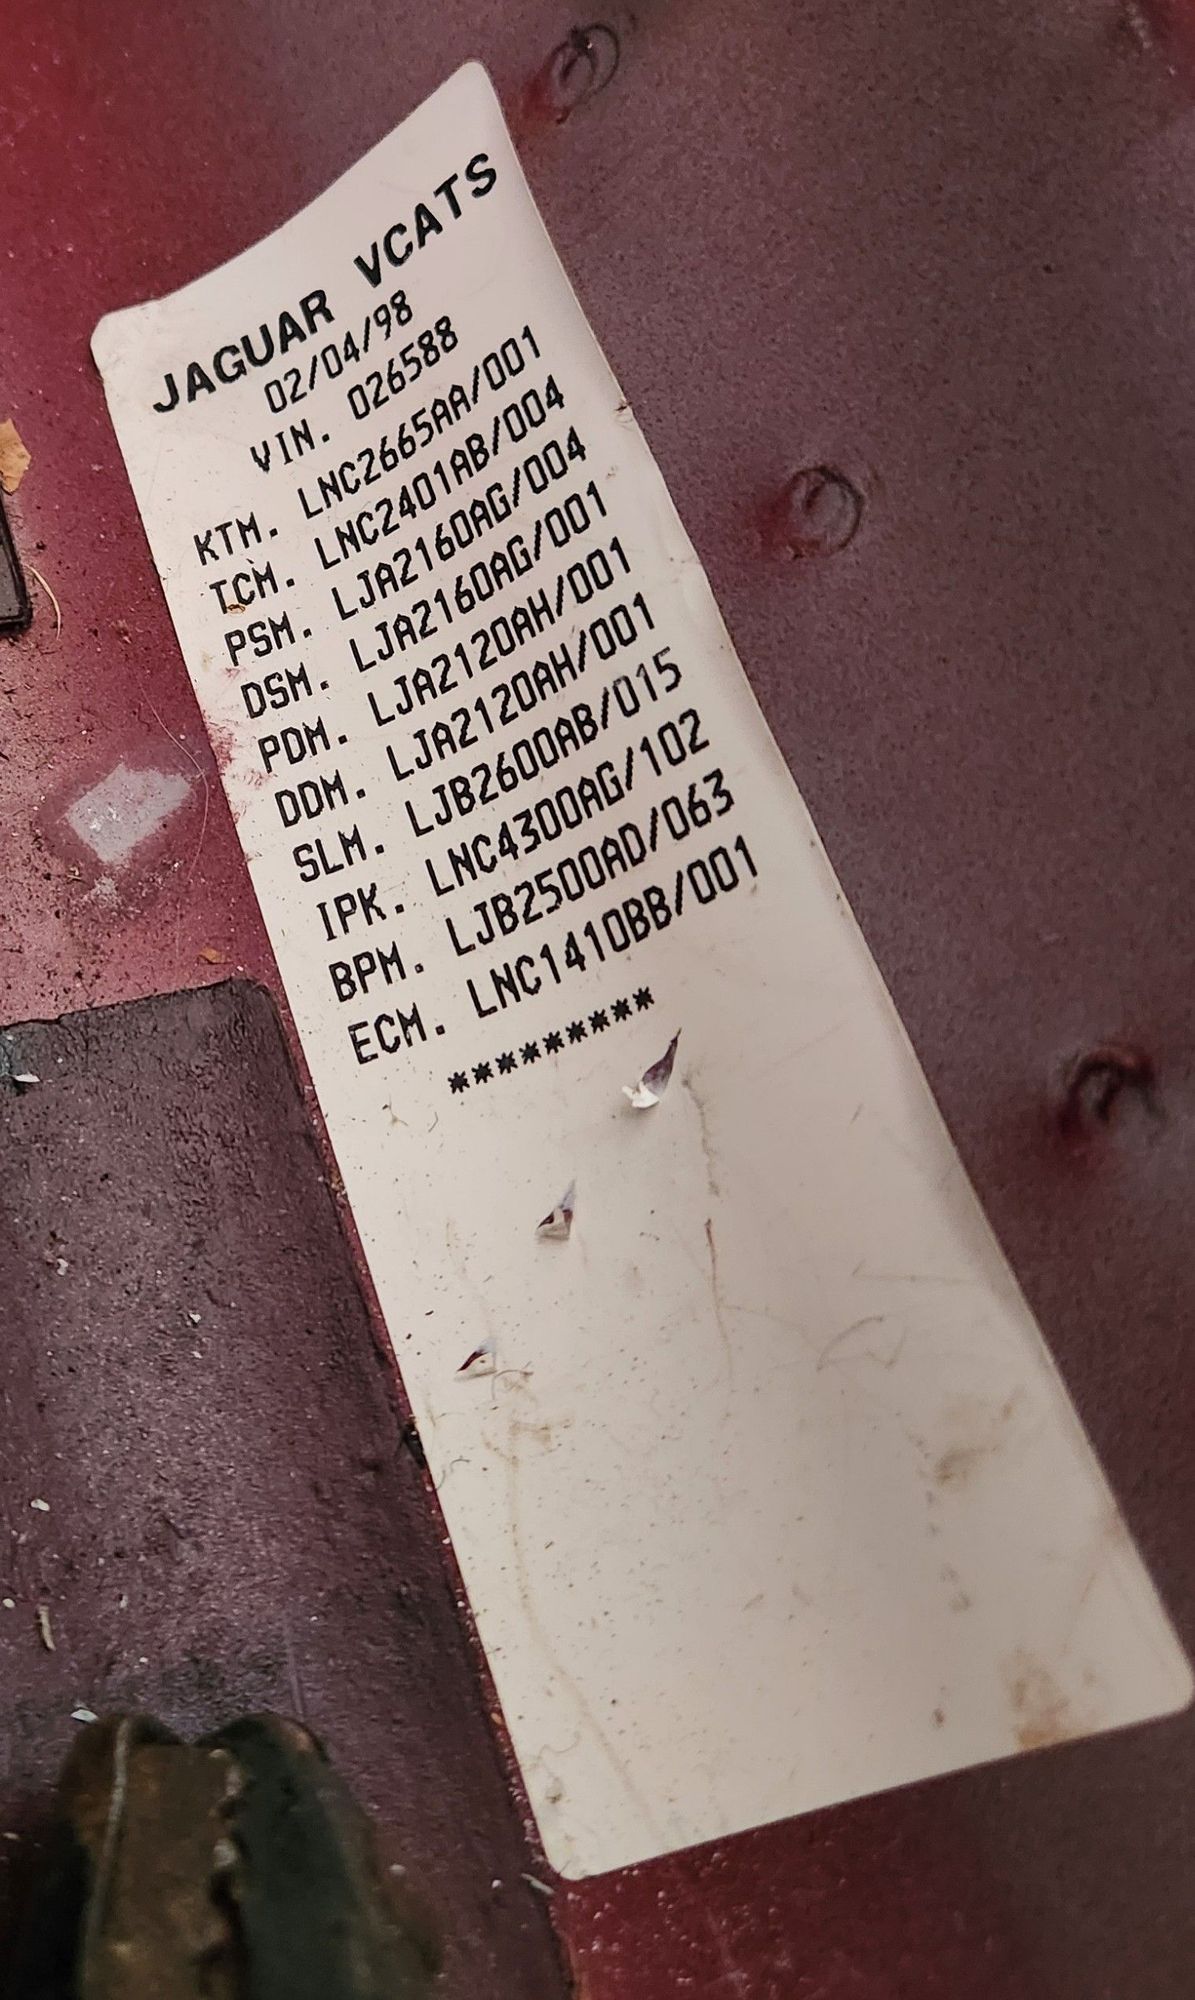 JAGUAR VCATS
02/04/98
VIN. 026588
KTM. LNC2665AA/001
TCM. LNC2401AB/004
PSM. LJA2160AG/004
DSM. LJA2160AG/001
PDM. LJA2120AH/001
DDM. LJA2120AH/001
SLM. LJB2600AB/015
IPK. LNC4300AG/102
BPM. LJB2500AD/063
ECM. LNC1410BB/001
*********